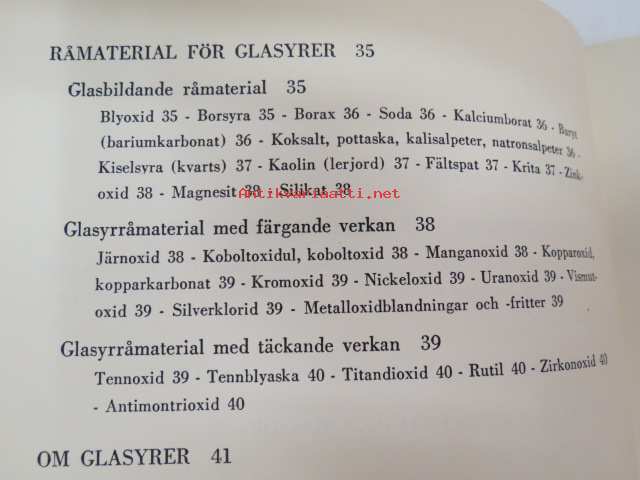 RÅMATERIAL FÖR GLASYRER 35
Glasbildande råmaterial 35
Blyoxid 35 - Borsyra 35 - Borax 36 - Soda 36 - Kalciumborat 36 - Baryt
(bariumkarbonat) 36 - Koksalt, pottaska, kalisalpeter, natronsalpeter 36 -
Kiselsyra (kvarts) 37 - Kaolin (lerjord) 37 - Fältspat 37 - Krita 37 - Zink-
oxid 38 - Magnesit 38 - Silikat 38
Antikvariaatti.net
Glasyrråmaterial med färgande verkan 38
Järnoxid 38 - Koboltoxidul, koboltoxid 38 - Manganoxid 38 - Kopparoxid,
kopparkarbonat 39 - Kromoxid 39 - Nickeloxid 39 - Uranoxid 39 - Vismut-
oxid 39 - Silverklorid 39 - Metalloxidblandningar och -fritter 39
Glasyrråmaterial med täckande verkan 39
Tennoxid 39 - Tennblyaska 40 - Titandioxid 40 - Rutil 40 - Zirkonoxid 40
- Antimontrioxid 40
OM GLASYRER 41